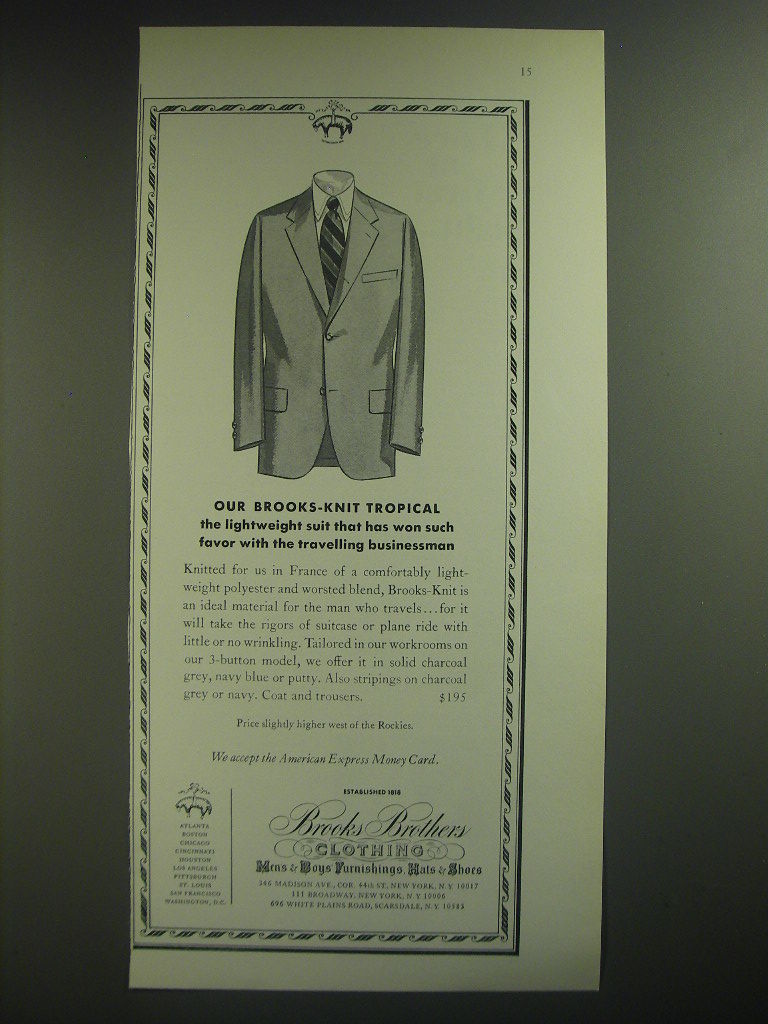 15
OUR BROOKS-KNIT TROPICAL
the lightweight suit that has won such
favor with the travelling businessman
Knitted for us in France of a comfortably light-
weight polyester and worsted blend, Brooks-Knit is
an ideal material for the man who travels...for it
will take the rigors of suitcase or plane ride with
little or no wrinkling. Tailored in our workrooms on
our 3-button model, we offer it in solid charcoal
grey, navy blue or putty. Also stripings on charcoal
grey or navy. Coat and trousers. $195
Price slightly higher west of the Rockies.
We accept the American Express Money Card.
ATLANTA
BOSTON
CHICAGO
CINCINNATI
HOUSTON
LOS ANGELES
PITTSBURGH
ST. LOUIS
SAN FRANCISCO
WASHINGTON, D.C.
ESTABLISHED 1818
Brooks Brothers
CLOTHING
Men's & Boys' Furnishings, Hats & Shoes
346 MADISON AVE., COR. 44th ST., NEW YORK, N.Y. 10017
111 BROADWAY, NEW YORK, N.Y. 10006
696 WHITE PLAINS ROAD, SCARSDALE, N.Y. 10583